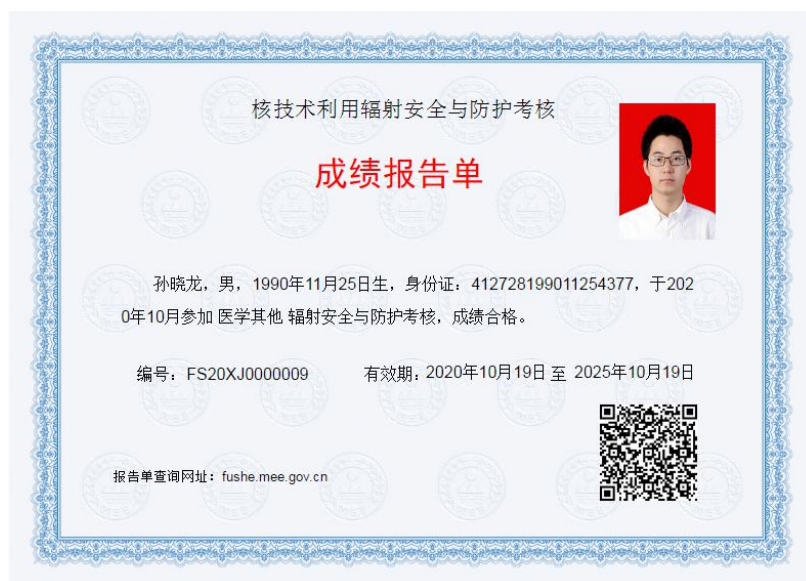 核技术利用辐射安全与防护考核
成绩报告单
孙晓龙，男，1990年11月25日生，身份证：412728199011254377，于202
0年10月参加 医学其他 辐射安全与防护考核，成绩合格。
编号：FS20XJ0000009 有效期：2020年10月19日 至 2025年10月19日
报告单查询网址：fushe.mee.gov.cn